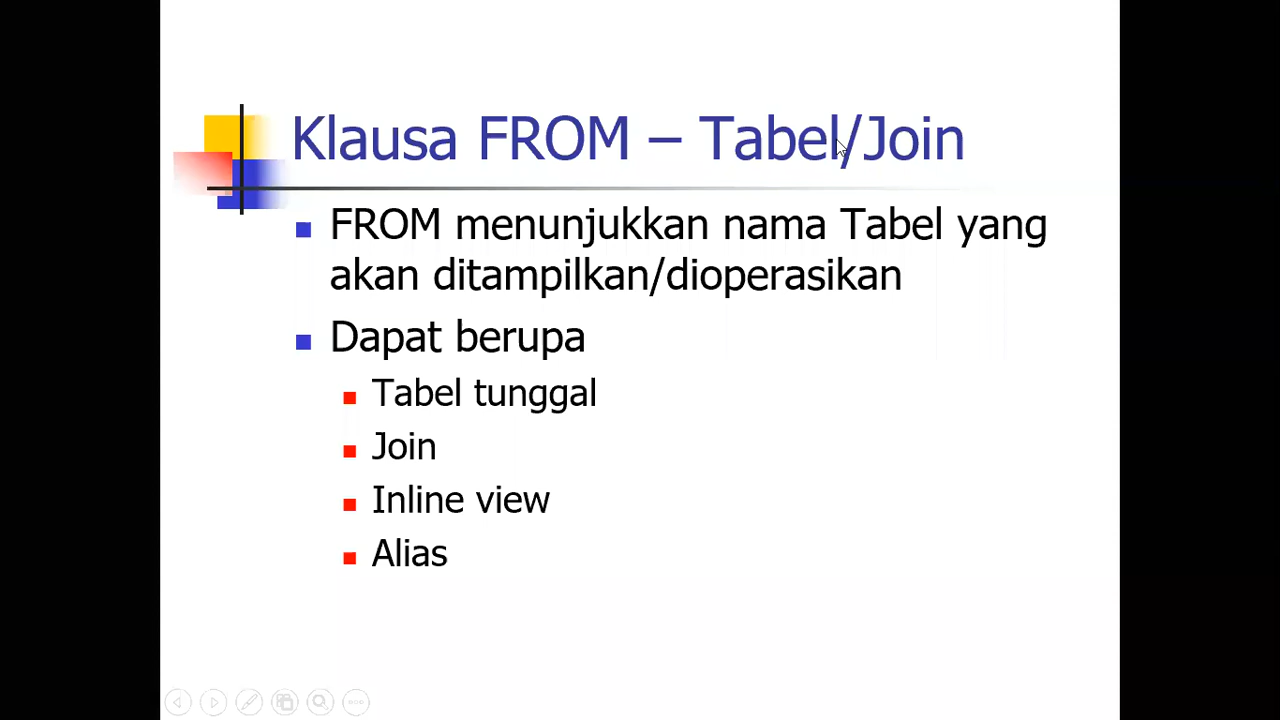 Klausa FROM – Tabel/Join
FROM menunjukkan nama Tabel yang
akan ditampilkan/dioperasikan
Dapat berupa
Tabel tunggal
Join
Inline view
Alias